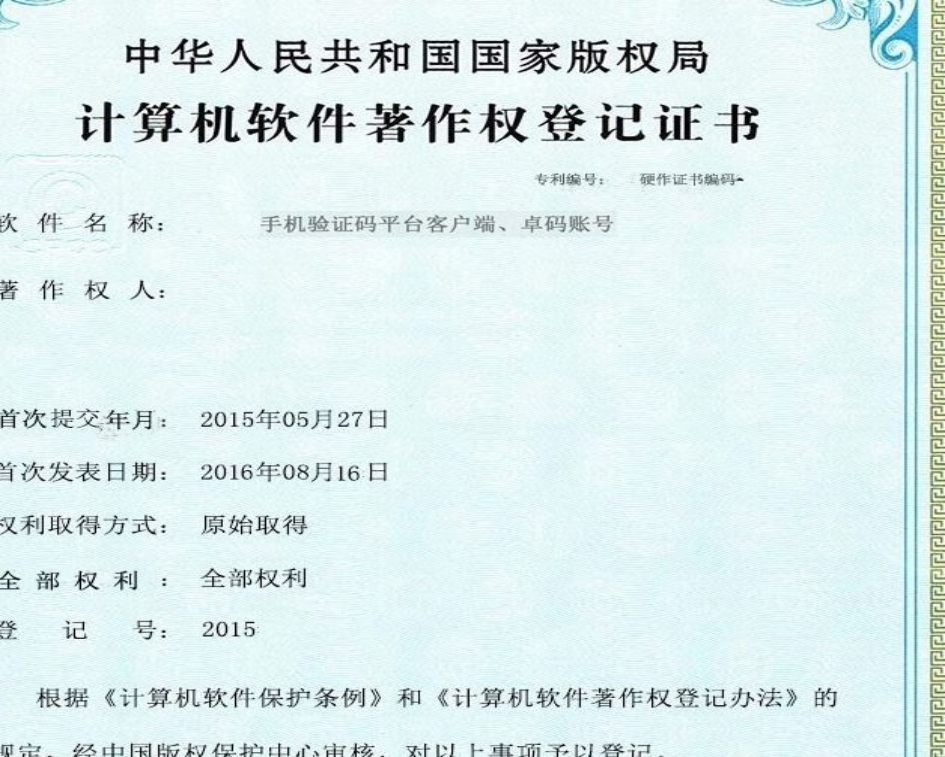 中华人民共和国国家版权局
计算机软件著作权登记证书
专利编号： 硬作证书编码
软件名称： 手机验证码平台客户端、卓码账号
著作权人：
首次提交年月： 2015年05月27日
首次发表日期： 2016年08月16日
权利取得方式： 原始取得
全部权利： 全部权利
登记号： 2015
根据《计算机软件保护条例》和《计算机软件著作权登记办法》的
规定，经中国版权保护中心审核，对以上事项予以登记。